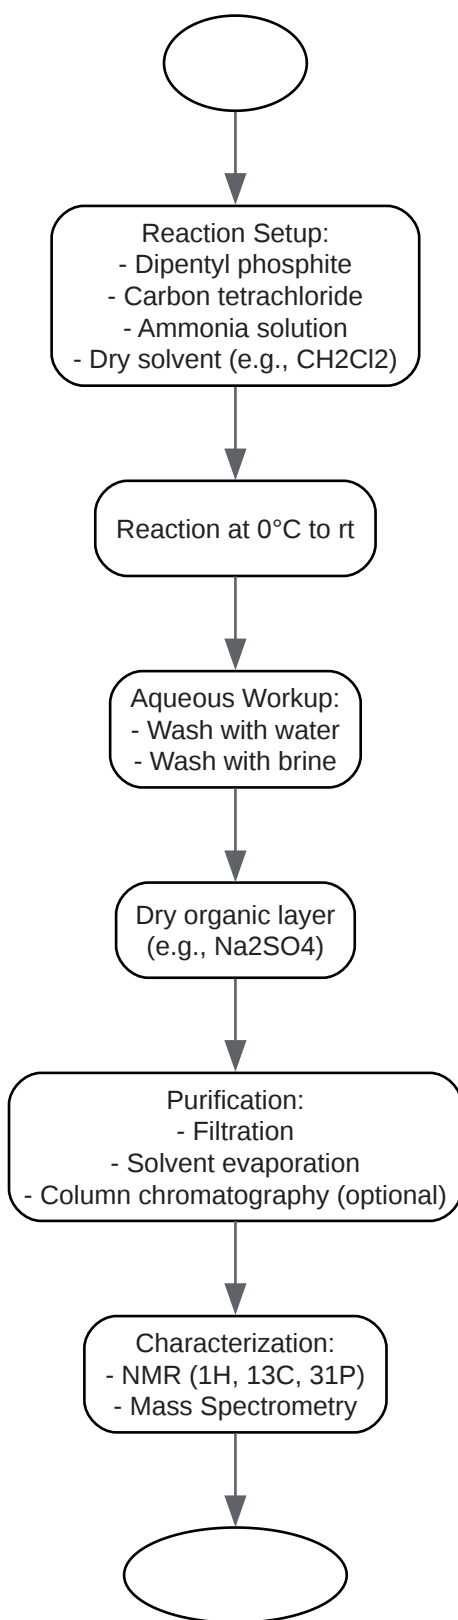 Reaction Setup:
- Dipentyl phosphite
- Carbon tetrachloride
- Ammonia solution
- Dry solvent (e.g., CH2Cl2)
Reaction at 0°C to rt
Aqueous Workup:
- Wash with water
- Wash with brine
Dry organic layer
(e.g., Na2SO4)
Purification:
- Filtration
- Solvent evaporation
- Column chromatography (optional)
Characterization:
- NMR (1H, 13C, 31P)
- Mass Spectrometry